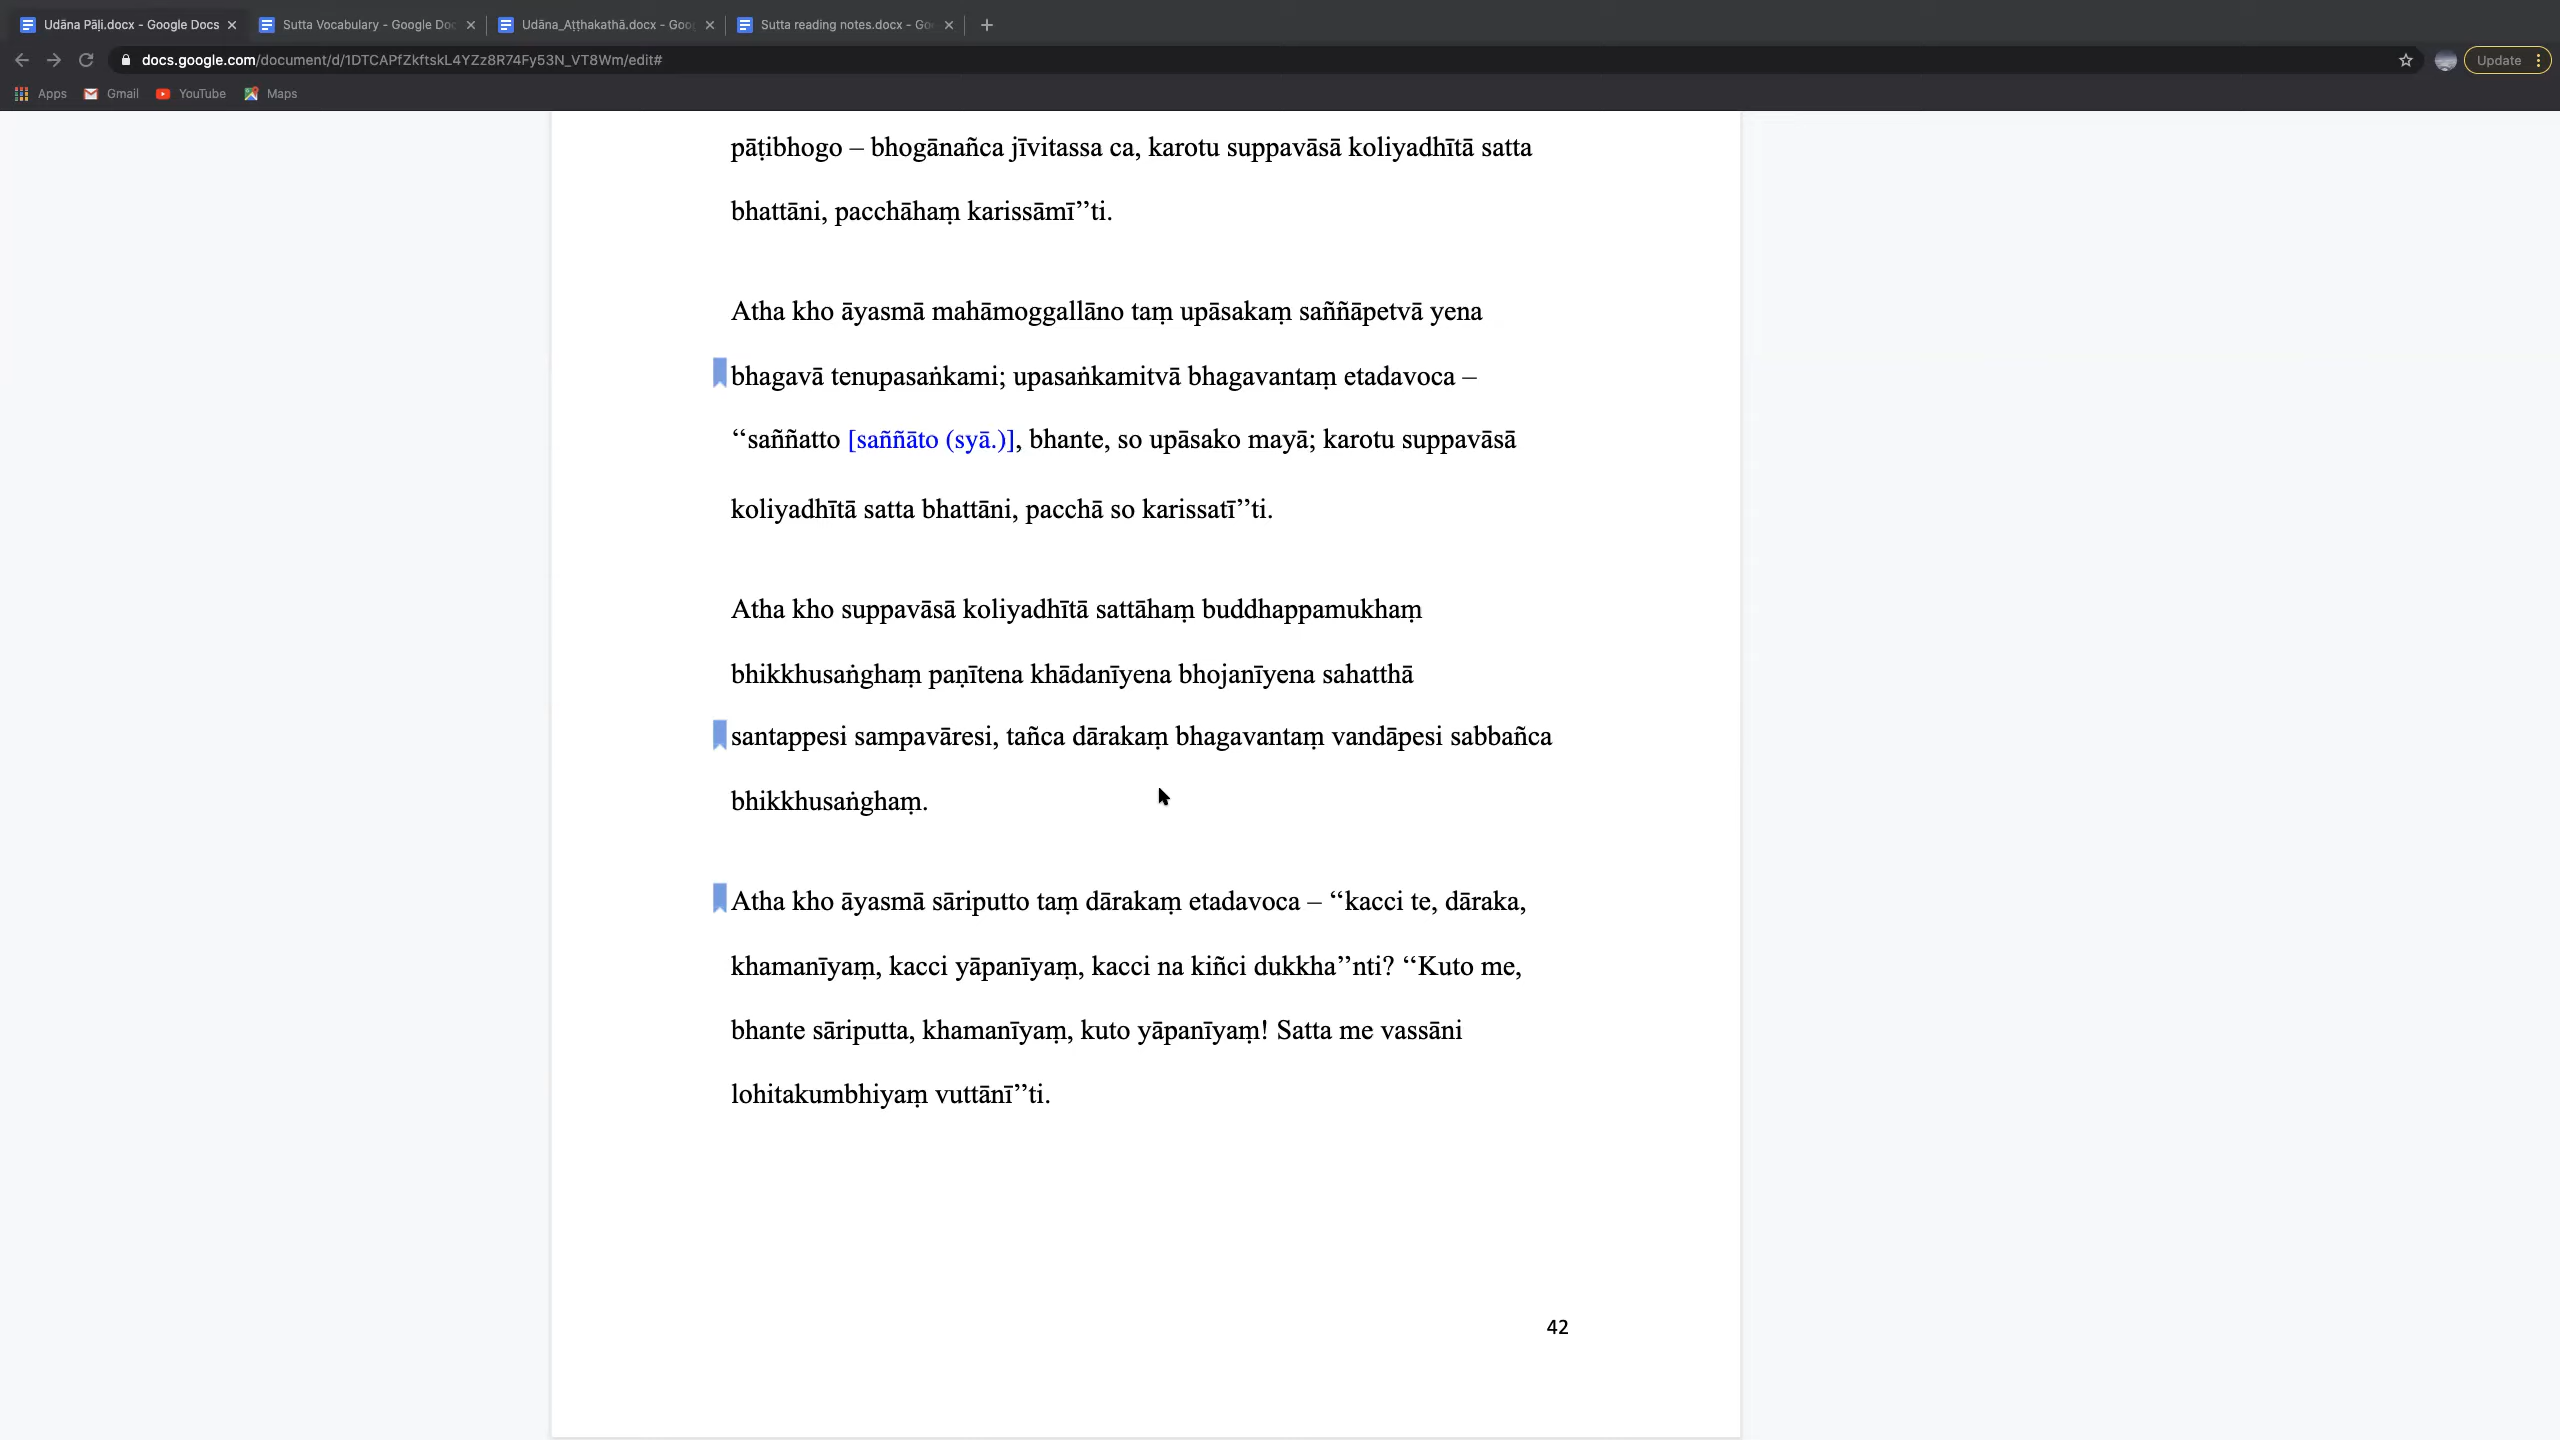 Udāna Pāḷi.docx - Google Docs
Sutta Vocabulary - Google Doc
Udāna_Aṭṭhakathā.docx - Goo
Sutta reading notes.docx - Go
docs.google.com/document/d/1DTCAPfZkftskL4YZz8R74Fy53N_VT8Wm/edit#
Update
Apps Gmail YouTube Maps
pāṭibhogo – bhogānañca jīvitassa ca, karotu suppavāsā koliyadhītā satta
bhattāni, pacchāhaṃ karissāmī’’ti.
Atha kho āyasmā mahāmoggallāno taṃ upāsakaṃ saññāpetvā yena
bhagavā tenupasaṅkami; upasaṅkamitvā bhagavantaṃ etadavoca –
‘‘saññatto [saññāto (syā.)], bhante, so upāsako mayā; karotu suppavāsā
koliyadhītā satta bhattāni, pacchā so karissatī’’ti.
Atha kho suppavāsā koliyadhītā sattāhaṃ buddhappamukhaṃ
bhikkhusaṅghaṃ paṇītena khādanīyena bhojanīyena sahatthā
santappesi sampavāresi, tañca dārakaṃ bhagavantaṃ vandāpesi sabbañca
bhikkhusaṅghaṃ.
Atha kho āyasmā sāriputto taṃ dārakaṃ etadavoca – ‘‘kacci te, dāraka,
khamanīyaṃ, kacci yāpanīyaṃ, kacci na kiñci dukkha’’nti? ‘‘Kuto me,
bhante sāriputta, khamanīyaṃ, kuto yāpanīyaṃ! Satta me vassāni
lohitakumbhiyaṃ vuttānī’’ti.
42